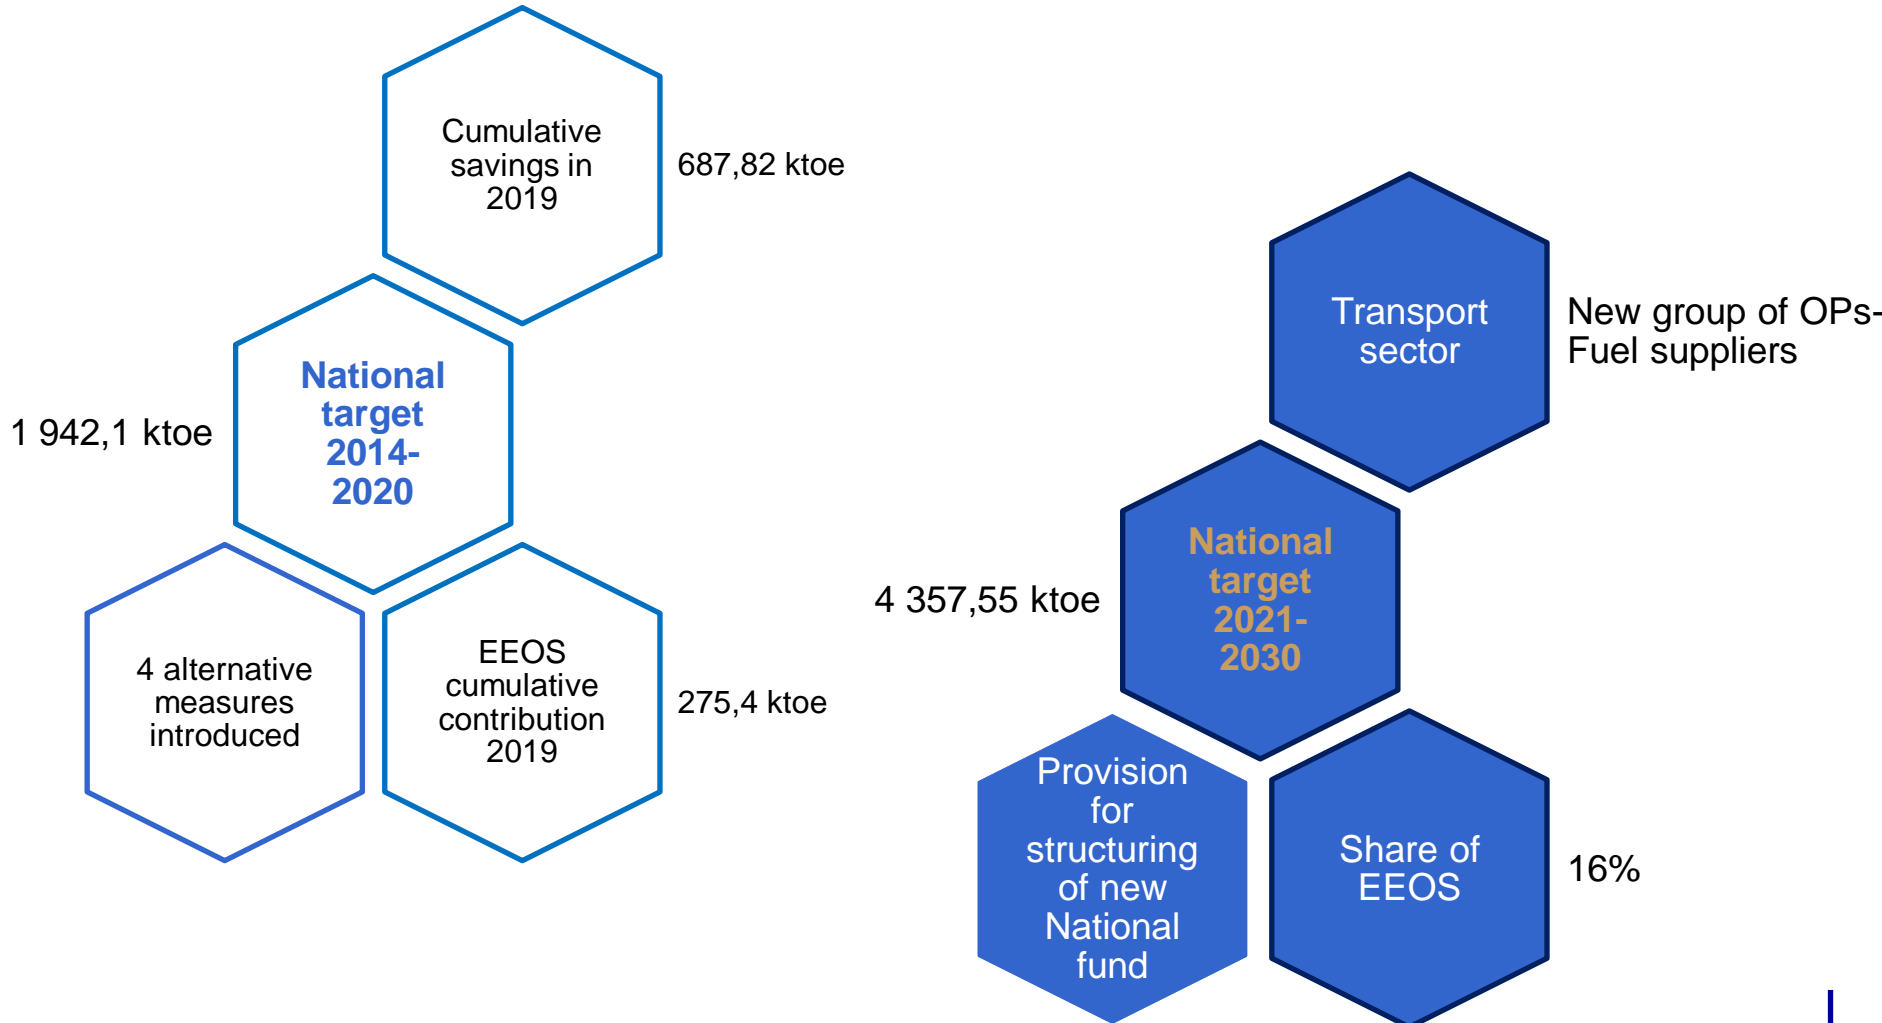 Cumulative
savings in
2019
687,82 ktoe
National
target
2014-
2020
1 942,1 ktoe
4 alternative
measures
introduced
EEOS
cumulative
contribution
2019
275,4 ktoe
Transport
sector
New group of OPs-
Fuel suppliers
National
target
2021-
2030
4 357,55 ktoe
Provision
for
structuring
of new
National
fund
Share of
EEOS
16%